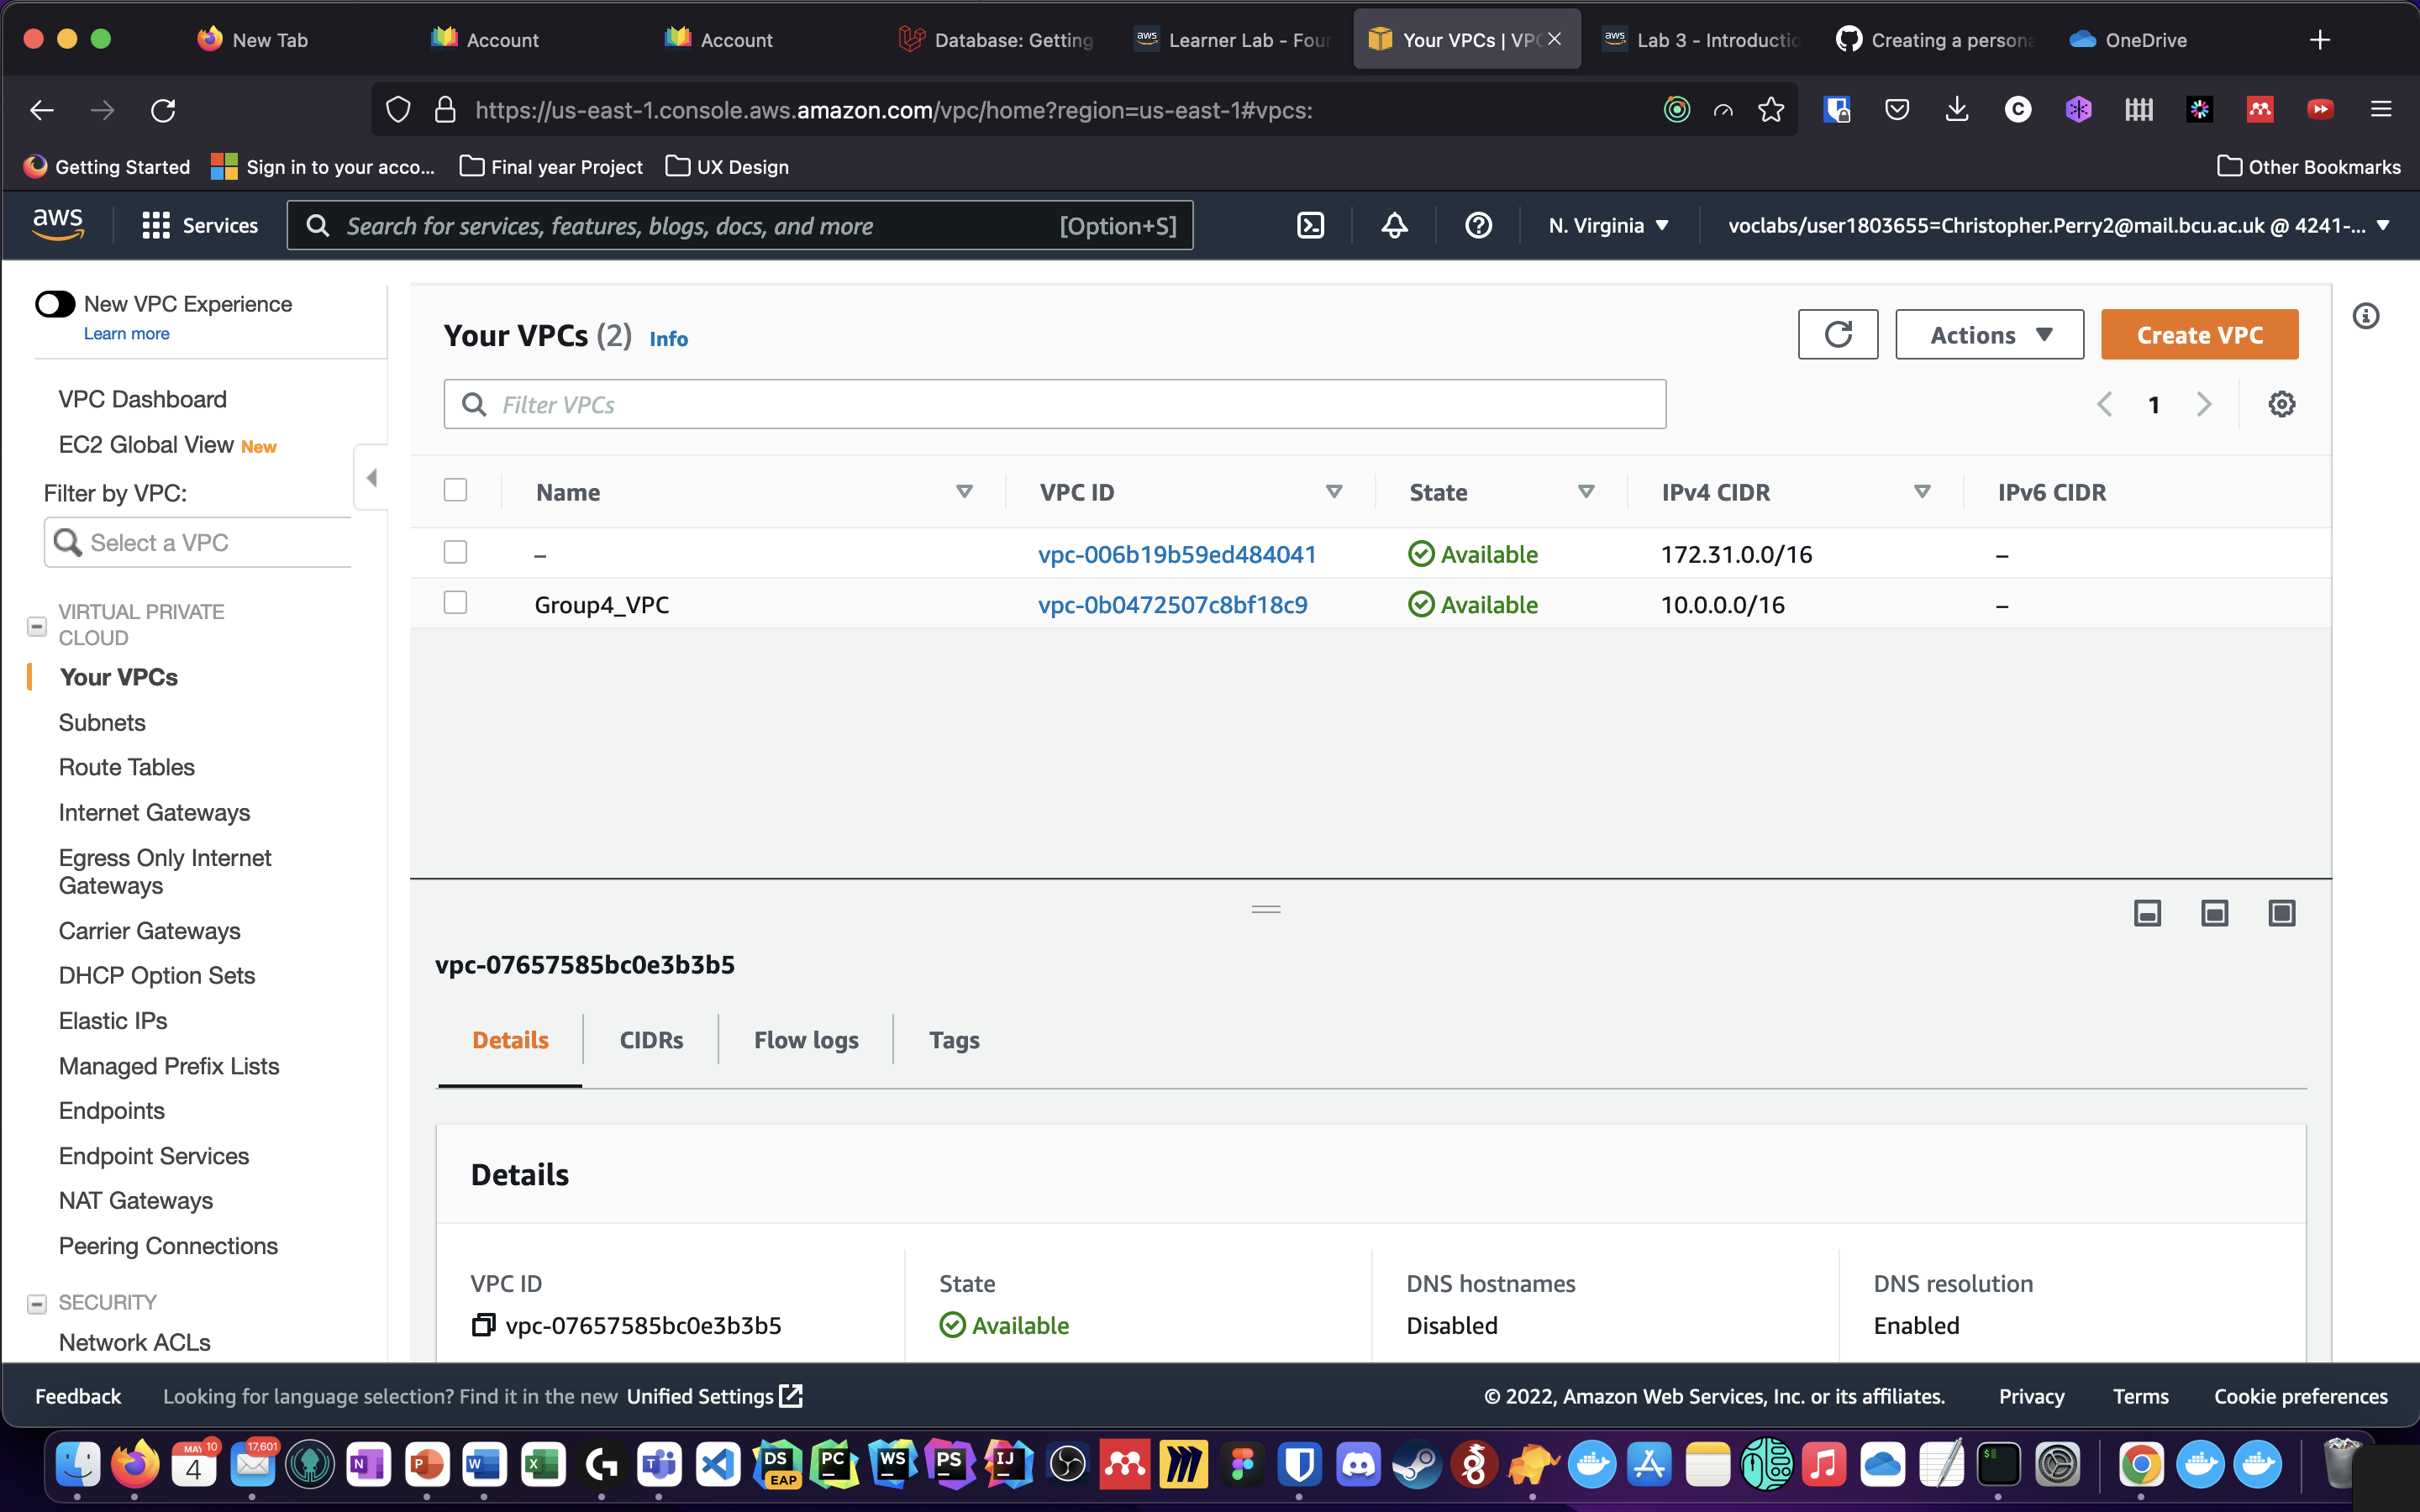 New Tab
Account
Account
Database: Getting
Learner Lab - Four
Your VPCs | VPC
Lab 3 - Introductio
Creating a persona
OneDrive
https://us-east-1.console.aws.amazon.com/vpc/home?region=us-east-1#vpcs:
Getting Started
Sign in to your acco...
Final year Project
UX Design
Other Bookmarks
aws
Services
Search for services, features, blogs, docs, and more
[Option+S]
N. Virginia
voclabs/user1803655=Christopher.Perry2@mail.bcu.ac.uk @ 4241-...
New VPC Experience
Learn more
VPC Dashboard
EC2 Global View New
Filter by VPC:
Select a VPC
VIRTUAL PRIVATE
CLOUD
Your VPCs
Subnets
Route Tables
Internet Gateways
Egress Only Internet
Gateways
Carrier Gateways
DHCP Option Sets
Elastic IPs
Managed Prefix Lists
Endpoints
Endpoint Services
NAT Gateways
Peering Connections
SECURITY
Network ACLs
Your VPCs (2) Info
Actions
Create VPC
Filter VPCs
1
Name VPC ID State IPv4 CIDR IPv6 CIDR
– vpc-006b19b59ed484041 Available 172.31.0.0/16 –
Group4_VPC vpc-0b0472507c8bf18c9 Available 10.0.0.0/16 –
vpc-07657585bc0e3b3b5
Details CIDRs Flow logs Tags
Details
VPC ID State DNS hostnames DNS resolution
vpc-07657585bc0e3b3b5 Available Disabled Enabled
Feedback
Looking for language selection? Find it in the new Unified Settings
© 2022, Amazon Web Services, Inc. or its affiliates.
Privacy
Terms
Cookie preferences
MAY
10
4
17,601
N
P
W
X
DS
EAP
PC
WS
PS
IJ